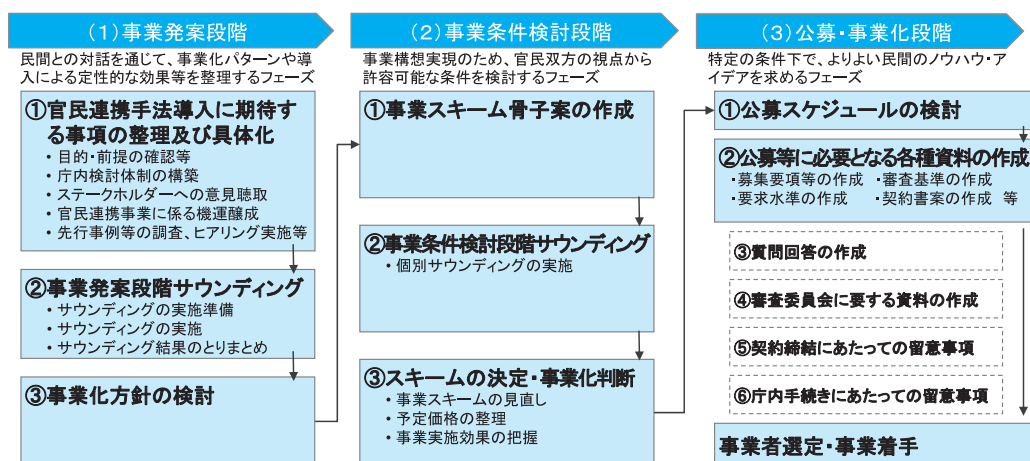 (1)事業発案段階
民間との対話を通じて、事業化パターンや導
入による定性的な効果等を整理するフェーズ
①官民連携手法導入に期待す
る事項の整理及び具体化
・目的・前提の確認等
・庁内検討体制の構築
・ステークホルダーへの意見聴取
・官民連携事業に係る機運醸成
・先行事例等の調査、ヒアリング実施等
②事業発案段階サウンディング
・サウンディングの実施準備
・サウンディングの実施
・サウンディング結果のとりまとめ
③事業化方針の検討
(2)事業条件検討段階
事業構想実現のため、官民双方の視点から
許容可能な条件を検討するフェーズ
①事業スキーム骨子案の作成
②事業条件検討段階サウンディング
・個別サウンディングの実施
③スキームの決定・事業化判断
・事業スキームの見直し
・予定価格の整理
・事業実施効果の把握
(3)公募・事業化段階
特定の条件下で、よりよい民間のノウハウ・ア
イデアを求めるフェーズ
①公募スケジュールの検討
②公募等に必要となる各種資料の作成
・募集要項等の作成 ・審査基準の作成
・要求水準の作成 ・契約書案の作成 等
③質問回答の作成
④審査委員会に要する資料の作成
⑤契約締結にあたっての留意事項
⑥庁内手続きにあたっての留意事項
事業者選定・事業着手